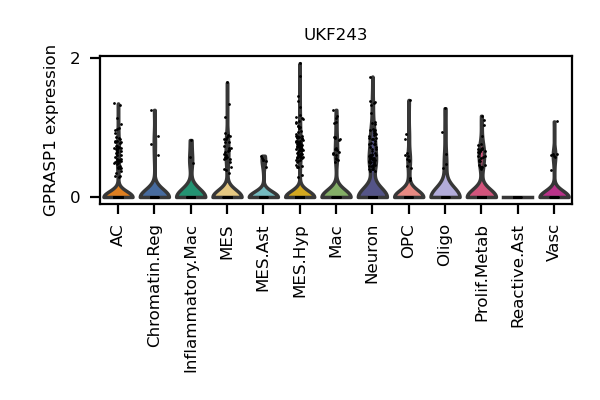 UKF243
GPRASP1 expression
2
0
AC
Chromatin.Reg
Inflammatory.Mac
MES
MES.Ast
MES.Hyp
Mac
Neuron
OPC
Oligo
Prolif.Metab
Reactive.Ast
Vasc